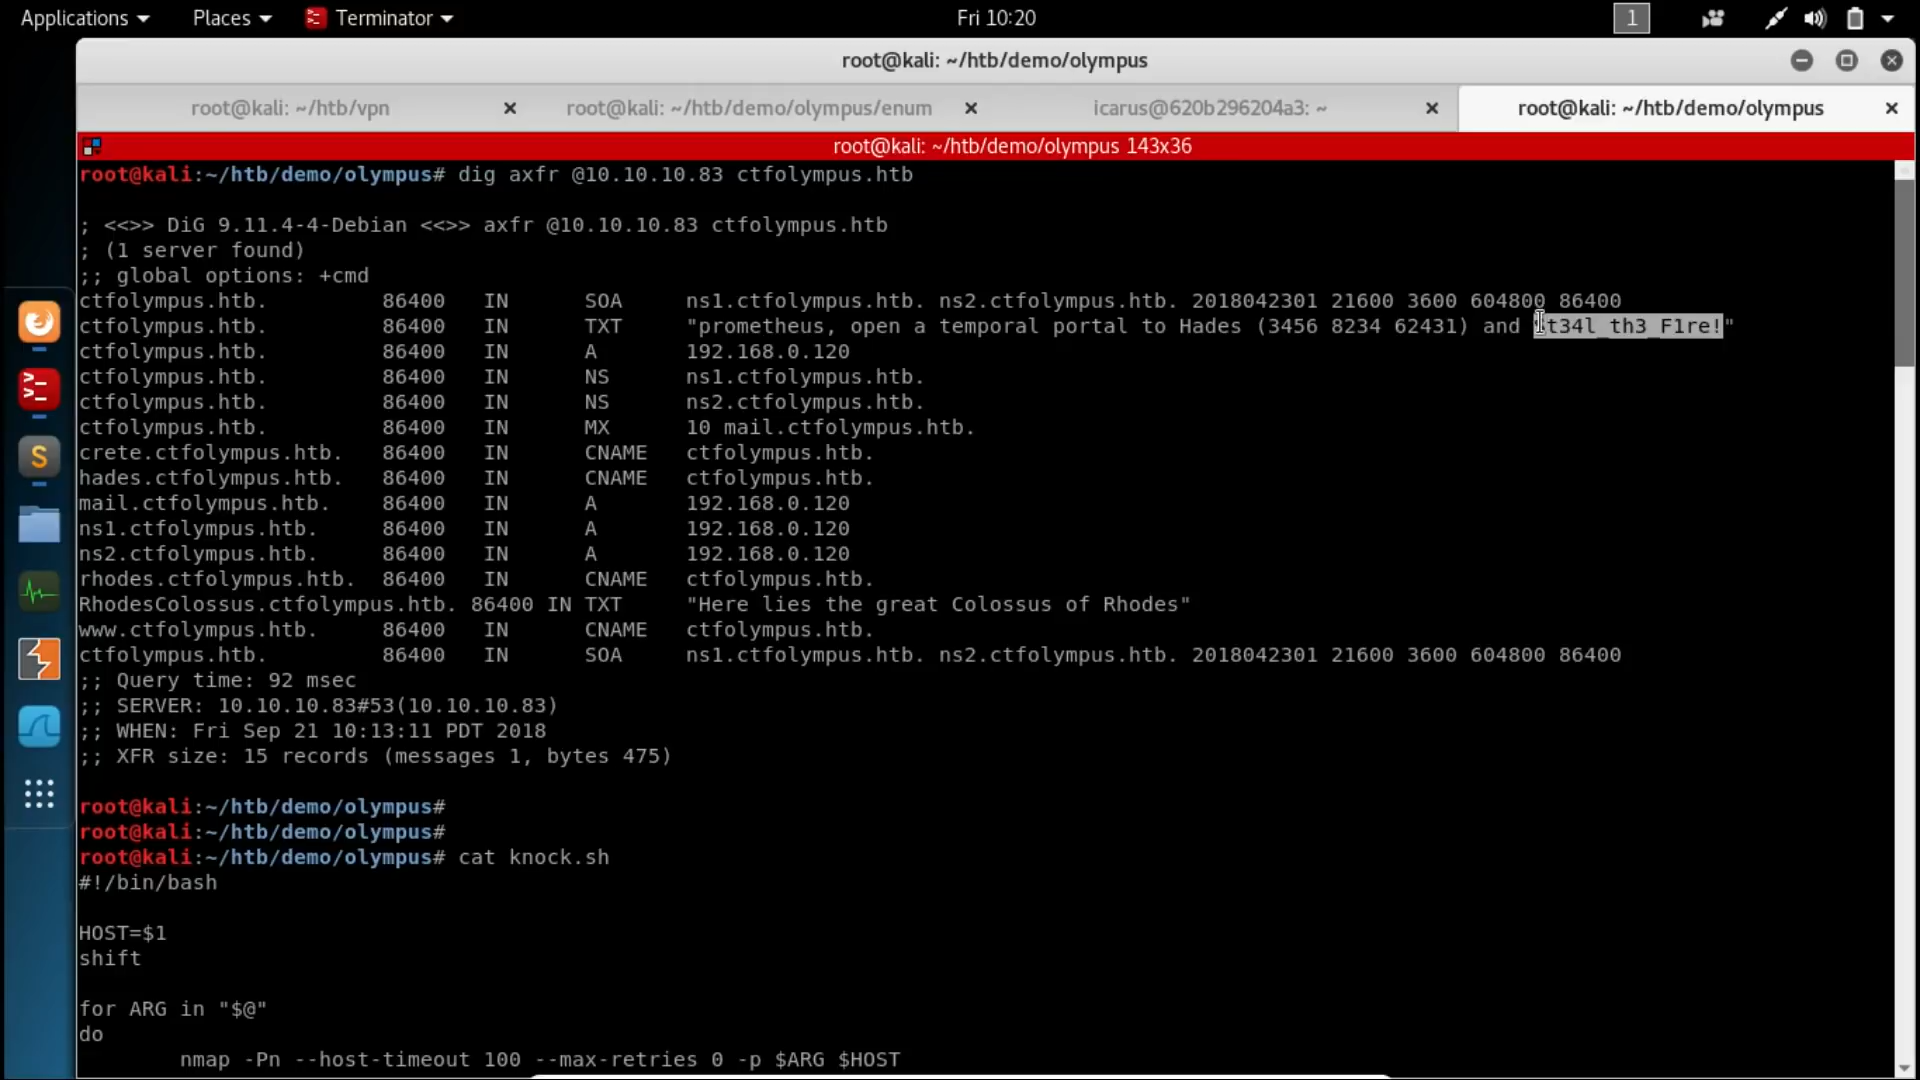 Applications Places Terminator Fri 10:20 1
root@kali: ~/htb/demo/olympus
root@kali: ~/htb/vpn root@kali: ~/htb/demo/olympus/enum icarus@620b296204a3: ~ root@kali: ~/htb/demo/olympus
root@kali: ~/htb/demo/olympus 143x36
root@kali:~/htb/demo/olympus# dig axfr @10.10.10.83 ctfolympus.htb
; <<>> DiG 9.11.4-4-Debian <<>> axfr @10.10.10.83 ctfolympus.htb
; (1 server found)
;; global options: +cmd
ctfolympus.htb. 86400 IN SOA ns1.ctfolympus.htb. ns2.ctfolympus.htb. 2018042301 21600 3600 604800 86400
ctfolympus.htb. 86400 IN TXT "prometheus, open a temporal portal to Hades (3456 8234 62431) and t34l_th3_F1re!"
ctfolympus.htb. 86400 IN A 192.168.0.120
ctfolympus.htb. 86400 IN NS ns1.ctfolympus.htb.
ctfolympus.htb. 86400 IN NS ns2.ctfolympus.htb.
ctfolympus.htb. 86400 IN MX 10 mail.ctfolympus.htb.
crete.ctfolympus.htb. 86400 IN CNAME ctfolympus.htb.
hades.ctfolympus.htb. 86400 IN CNAME ctfolympus.htb.
mail.ctfolympus.htb. 86400 IN A 192.168.0.120
ns1.ctfolympus.htb. 86400 IN A 192.168.0.120
ns2.ctfolympus.htb. 86400 IN A 192.168.0.120
rhodes.ctfolympus.htb. 86400 IN CNAME ctfolympus.htb.
RhodesColossus.ctfolympus.htb. 86400 IN TXT "Here lies the great Colossus of Rhodes"
www.ctfolympus.htb. 86400 IN CNAME ctfolympus.htb.
ctfolympus.htb. 86400 IN SOA ns1.ctfolympus.htb. ns2.ctfolympus.htb. 2018042301 21600 3600 604800 86400
;; Query time: 92 msec
;; SERVER: 10.10.10.83#53(10.10.10.83)
;; WHEN: Fri Sep 21 10:13:11 PDT 2018
;; XFR size: 15 records (messages 1, bytes 475)
root@kali:~/htb/demo/olympus#
root@kali:~/htb/demo/olympus#
root@kali:~/htb/demo/olympus# cat knock.sh
#!/bin/bash
HOST=$1
shift
for ARG in "$@"
do
nmap -Pn --host-timeout 100 --max-retries 0 -p $ARG $HOST